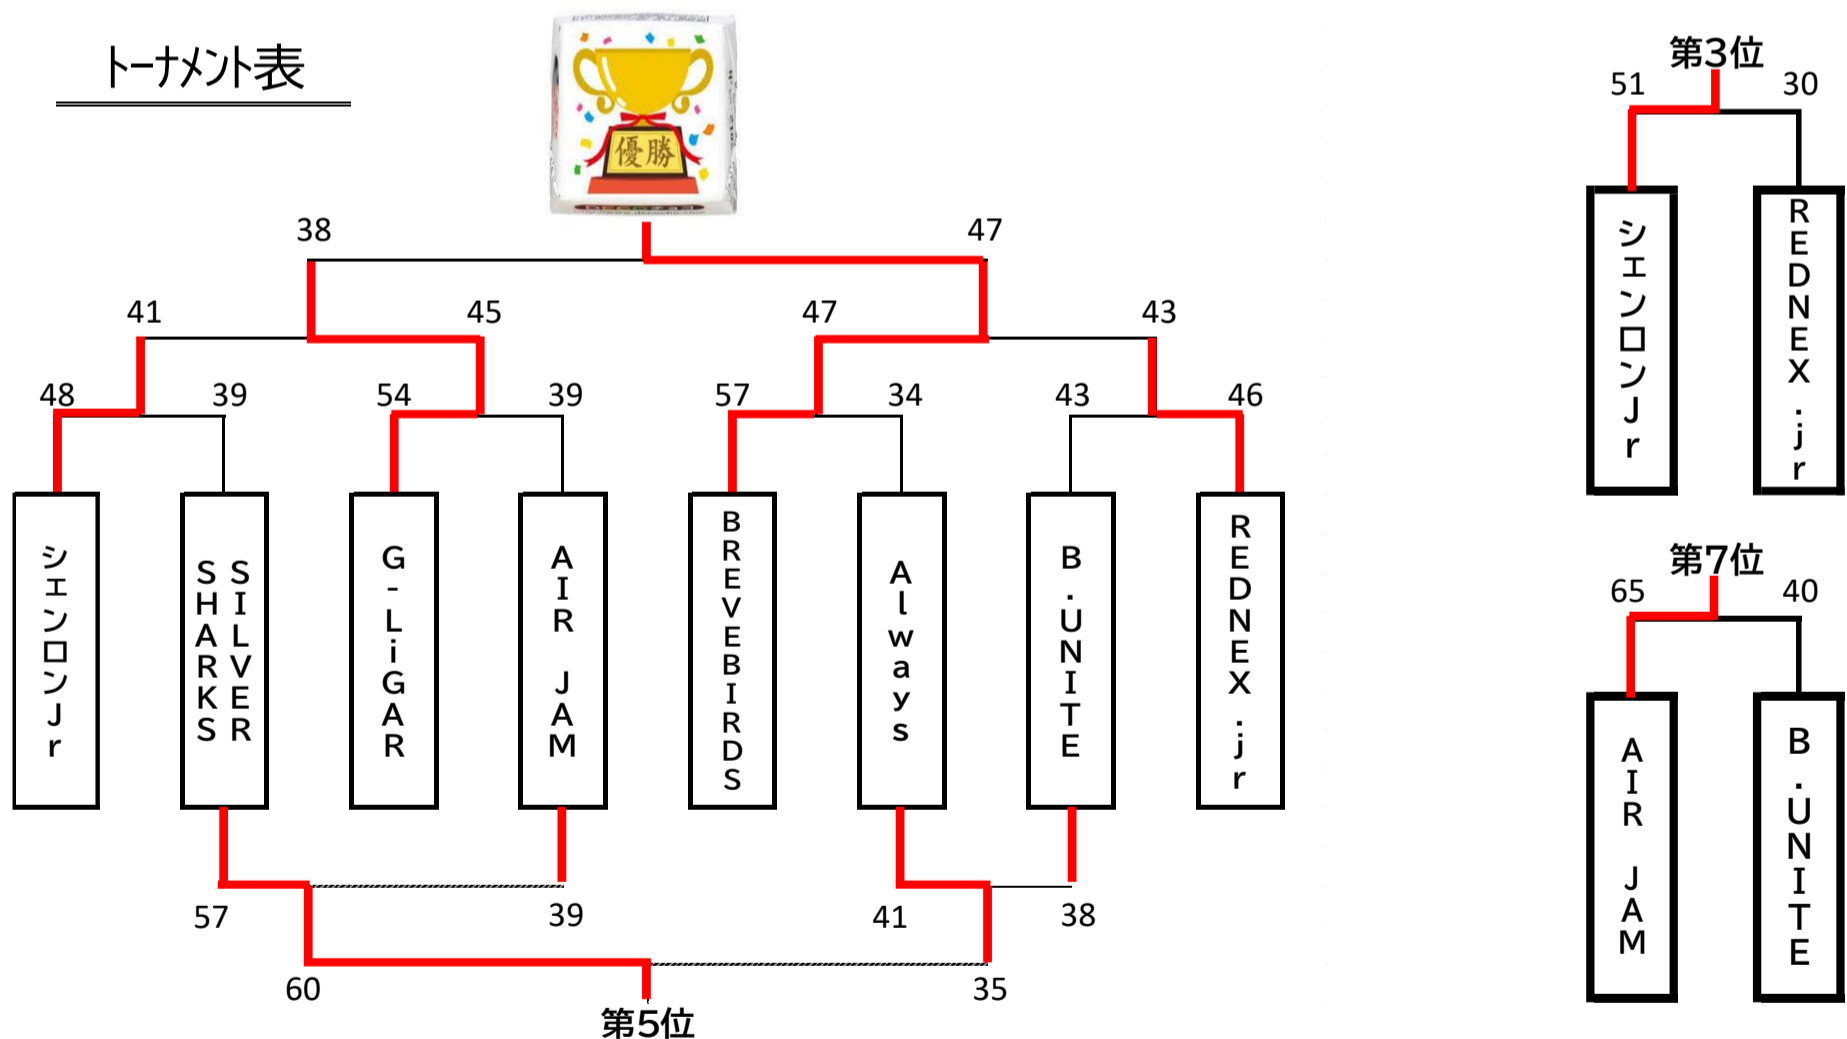 トーナメント表
優勝
第3位
51 30
シェンロンJr
REDNEX.jr
38 47
41 45 47 43
48 39 54 39 57 34 43 46
シェンロンJr
SILVER
SHARKS
G-LiGAR
AIR JAM
BREVEBIRDS
Always
B.UNITE
REDNEX.jr
57 39 41 38
60 35
第5位
第7位
65 40
AIR JAM
B.UNITE